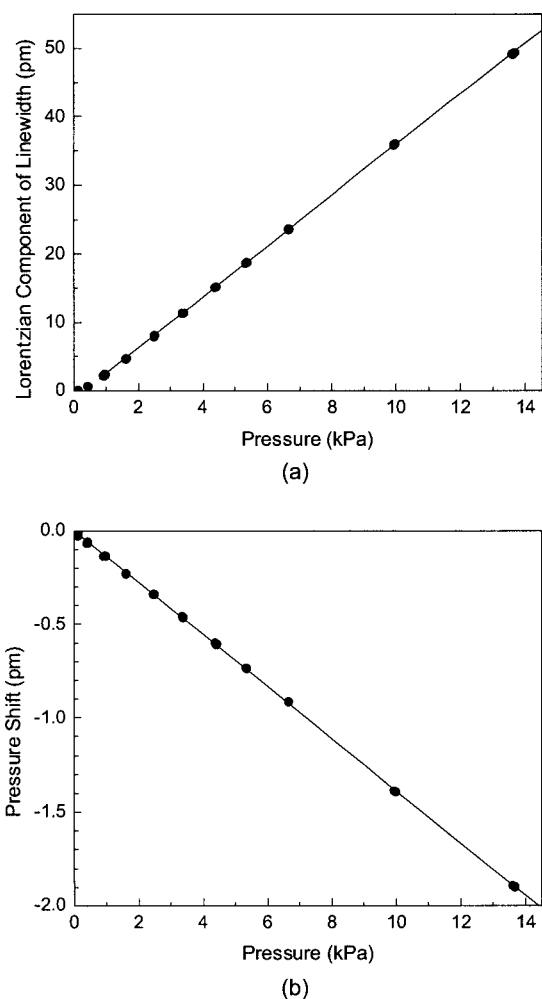 50
40
30
20
10
0
Lorentzian Component of Linewidth (pm)
0 2 4 6 8 10 12 14
Pressure (kPa)
(a)
0.0
-0.5
-1.0
-1.5
-2.0
Pressure Shift (pm)
0 2 4 6 8 10 12 14
Pressure (kPa)
(b)